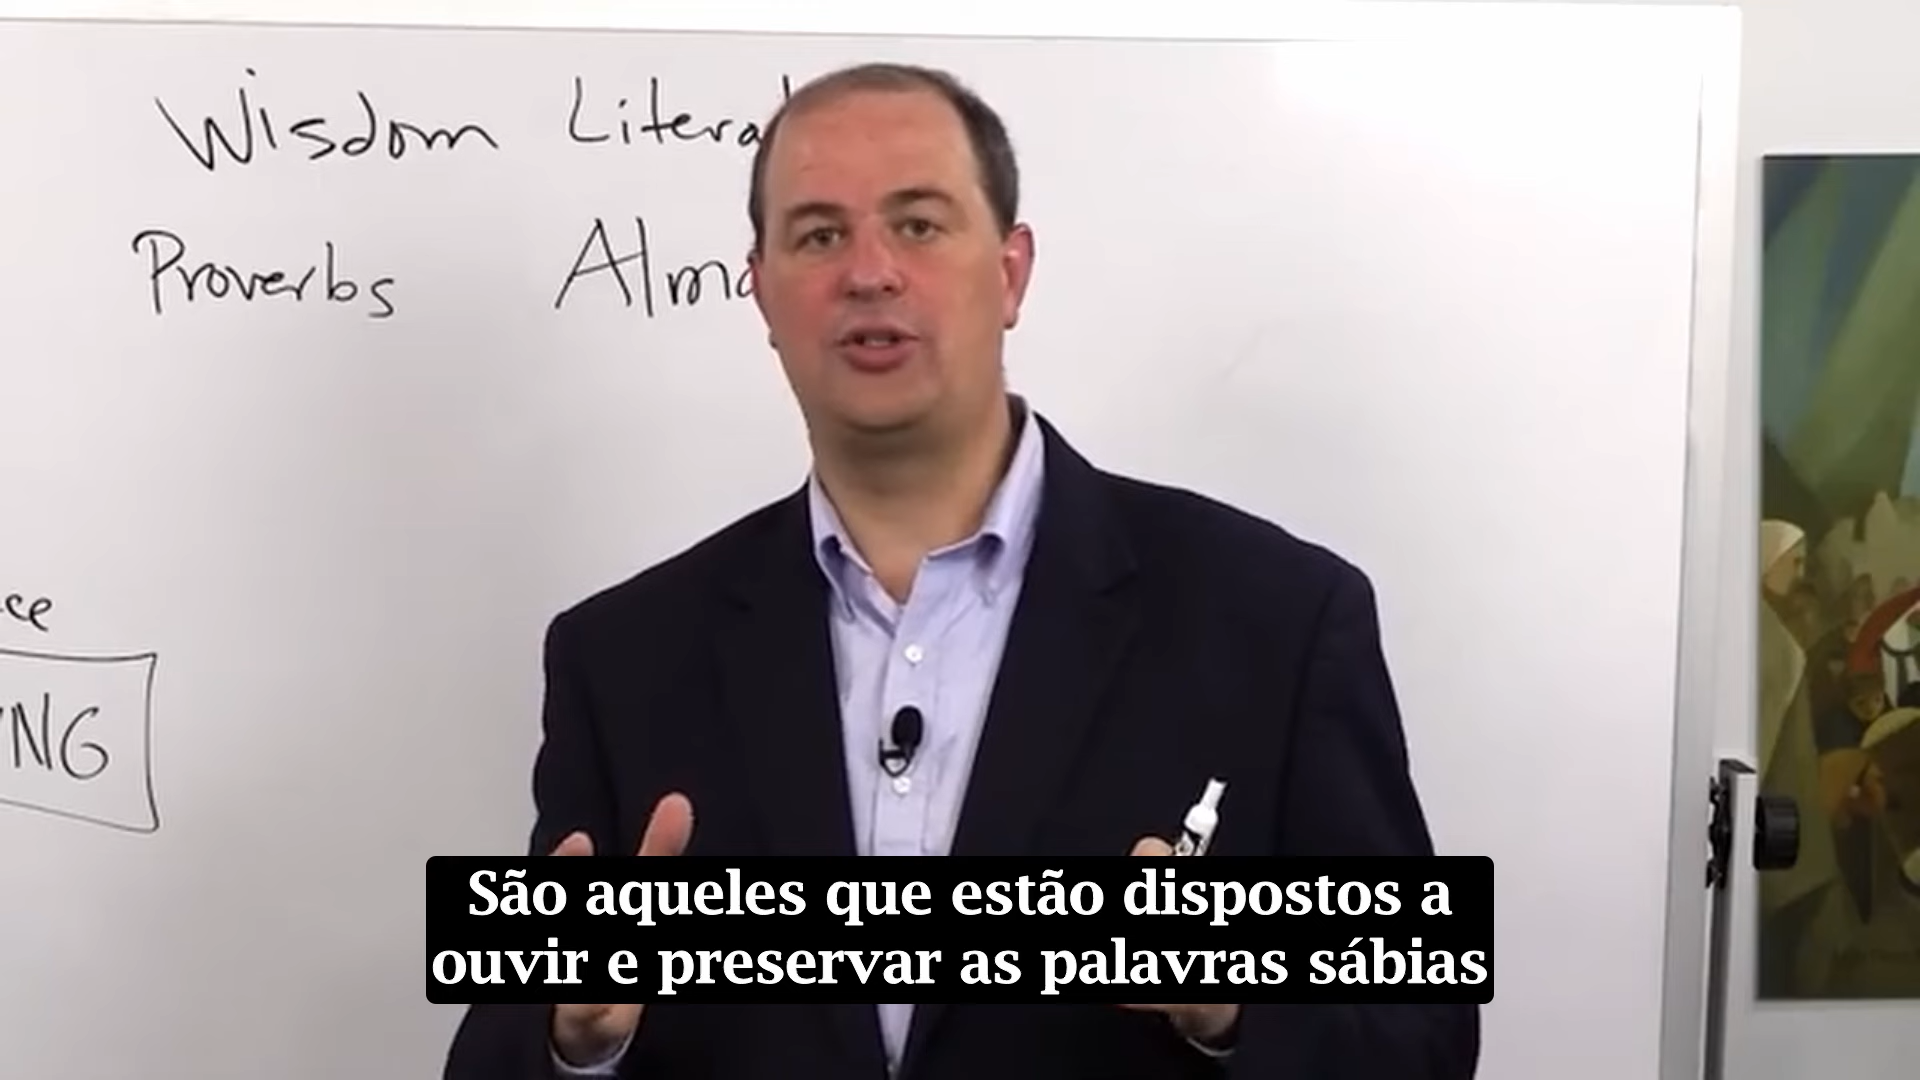 Wisdom Litera
Proverbs Alma
ce
NG
São aqueles que estão dispostos a
ouvir e preservar as palavras sábias